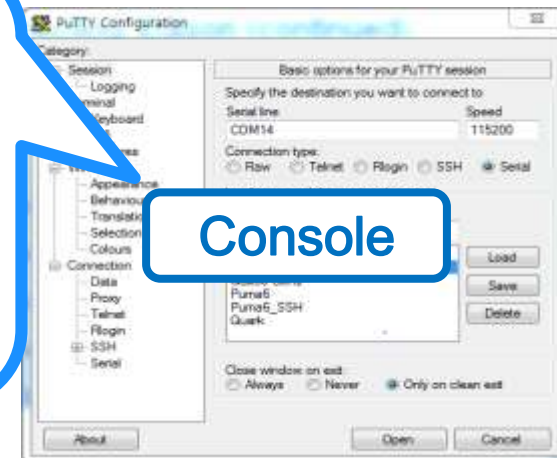 PuTTY Configuration
Category:
Session
Logging
Keyboard
Appearance
Behaviour
Translation
Selection
Colours
Connection
Data
Proxy
Telnet
Rlogin
SSH
Serial
Basic options for your PuTTY session
Specify the destination you want to connect to
Serial line
Speed
COM14
115200
Connection type:
Raw
Telnet
Rlogin
SSH
Serial
Console
Puma6
Puma6_SSH
Quark
Load
Save
Delete
Close window on exit:
Always
Never
Only on clean exit
About
Open
Cancel